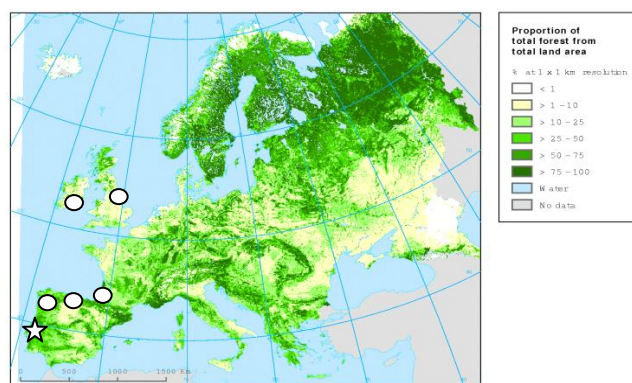 Proportion of
total forest from
total land area
% at 1 x 1 km resolution
< 1
> 1 – 10
> 10 – 25
> 25 – 50
> 50 – 75
> 75 – 100
Water
No data
0 500 1000 1500 Km